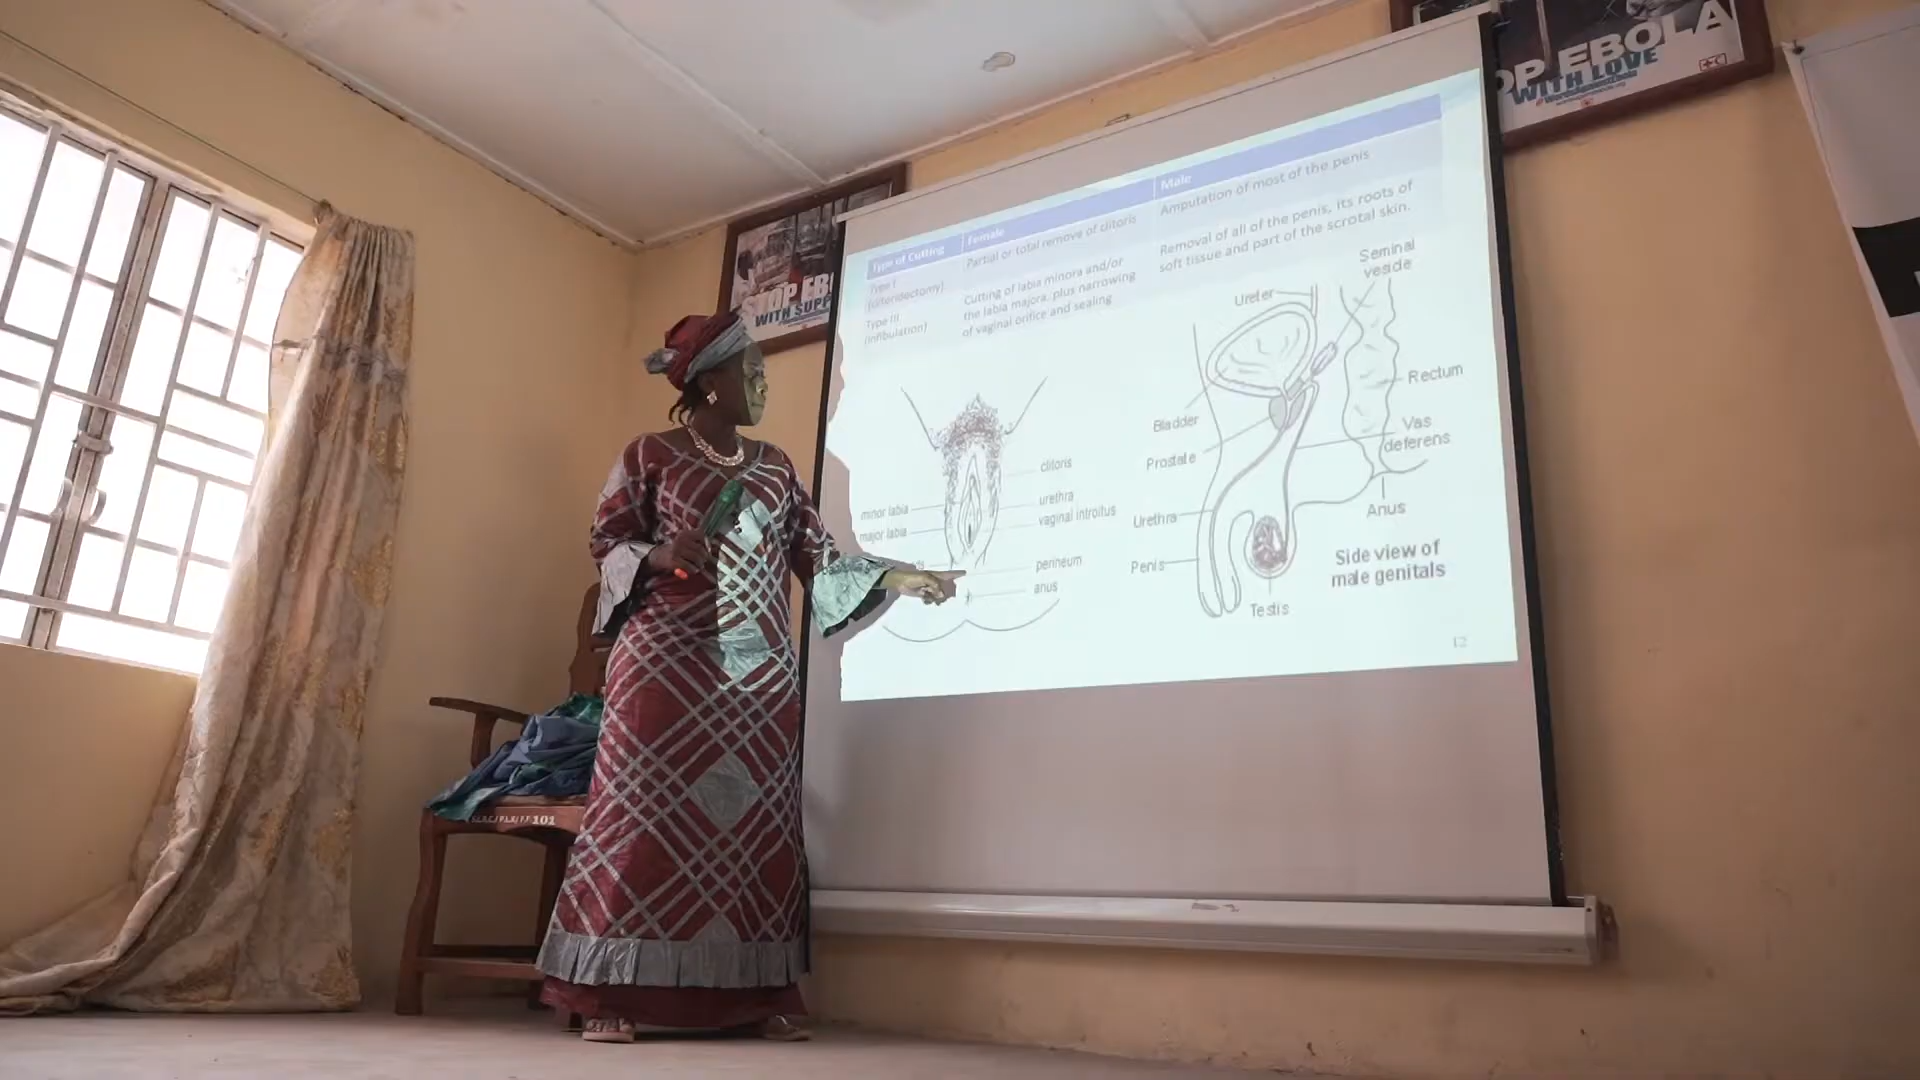 OP EBOLA
WITH LOVE
#WordsAgainstEbola
STOP EB
WITH SUPP
Type of Cutting
Female
Male
Type I
(clitoridectomy)
Partial or total remove of clitoris
Amputation of most of the penis
Type III
(infibulation)
Cutting of labia minora and/or
the labia majora, plus narrowing
of vaginal orifice and sealing
Removal of all of the penis, its roots of
soft tissue and part of the scrotal skin.
clitoris
urethra
vaginal introitus
minor labia
major labia
perineum
anus
Ureter
Seminal
vesicle
Rectum
Bladder
Vas
deferens
Prostate
Anus
Urethra
Penis
Testis
Side view of
male genitals
12
101